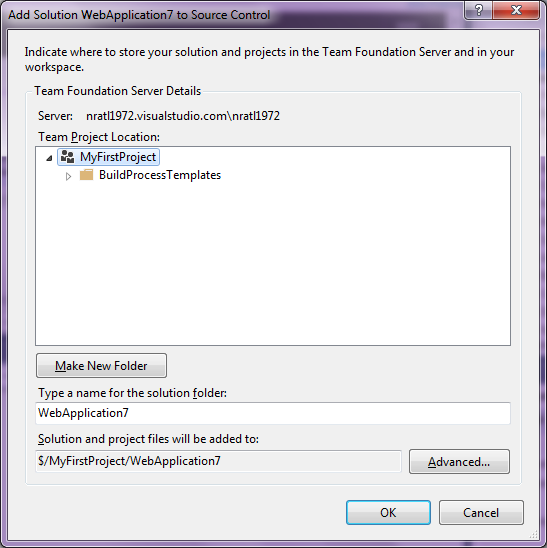 Add Solution WebApplication7 to Source Control
Indicate where to store your solution and projects in the Team Foundation Server and in your
workspace.
Team Foundation Server Details
Server: nratl1972.visualstudio.com\nratl1972
Team Project Location:
MyFirstProject
BuildProcessTemplates
Make New Folder
Type a name for the solution folder:
WebApplication7
Solution and project files will be added to:
$/MyFirstProject/WebApplication7
Advanced...
OK Cancel